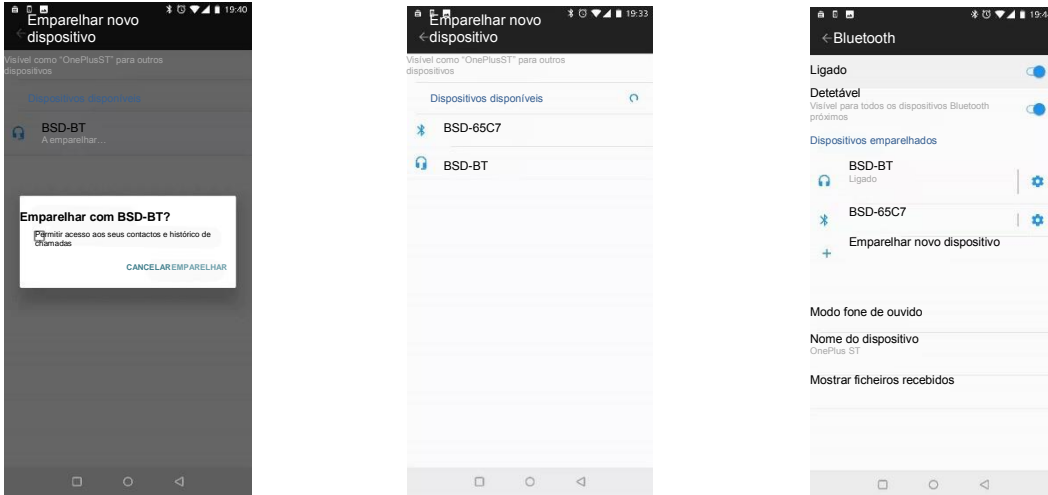 19:40
Emparelhar novo
dispositivo
Visível como "OnePlusST" para outros
dispositivos
Dispositivos disponíveis
BSD-BT
A emparelhar...
Emparelhar com BSD-BT?
Permitir acesso aos seus contactos e histórico de
chamadas
CANCELAR EMPARELHAR
19:33
Emparelhar novo
dispositivo
Visível como "OnePlusST" para outros
dispositivos
Dispositivos disponíveis
BSD-65C7
BSD-BT
Bluetooth
Ligado
Detetável
Visível para todos os dispositivos Bluetooth
próximos
Dispositivos emparelhados
BSD-BT
Ligado
BSD-65C7
Emparelhar novo dispositivo
Modo fone de ouvido
Nome do dispositivo
OnePlus ST
Mostrar ficheiros recebidos